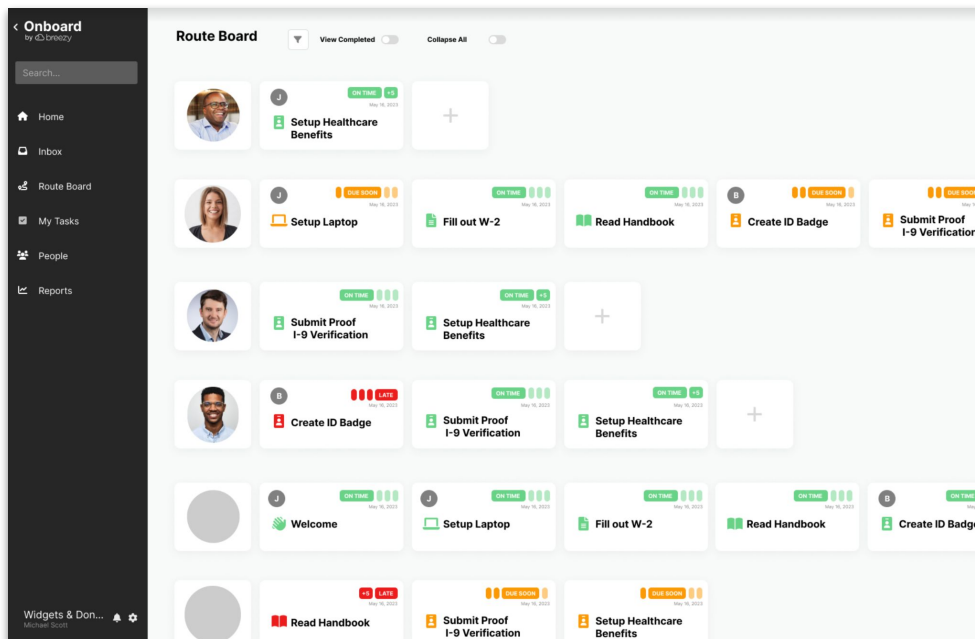 Onboard
by breezy
Route Board
View Completed
Collapse All
Search...
Home
Inbox
Route Board
My Tasks
People
Reports
Widgets & Don...
Michael Scott
J
ON TIME +5
May 16, 2023
Setup Healthcare
Benefits
J
DUE SOON
May 16, 2023
Setup Laptop
ON TIME
May 16, 2023
Fill out W-2
ON TIME
May 16, 2023
Read Handbook
B
DUE SOON
May 16, 2023
Create ID Badge
DUE SOON
Submit Proof
I-9 Verification
ON TIME
May 16, 2023
Submit Proof
I-9 Verification
ON TIME +5
May 16, 2023
Setup Healthcare
Benefits
B
LATE
May 16, 2023
Create ID Badge
ON TIME
May 16, 2023
Submit Proof
I-9 Verification
ON TIME +5
May 16, 2023
Setup Healthcare
Benefits
J
ON TIME
May 16, 2023
Welcome
J
ON TIME
May 16, 2023
Setup Laptop
ON TIME
May 16, 2023
Fill out W-2
ON TIME
May 16, 2023
Read Handbook
B
ON TIME
Create ID Badge
+5 LATE
May 16, 2023
Read Handbook
DUE SOON
May 16, 2023
Submit Proof
I-9 Verification
DUE SOON
May 16, 2023
Setup Healthcare
Benefits